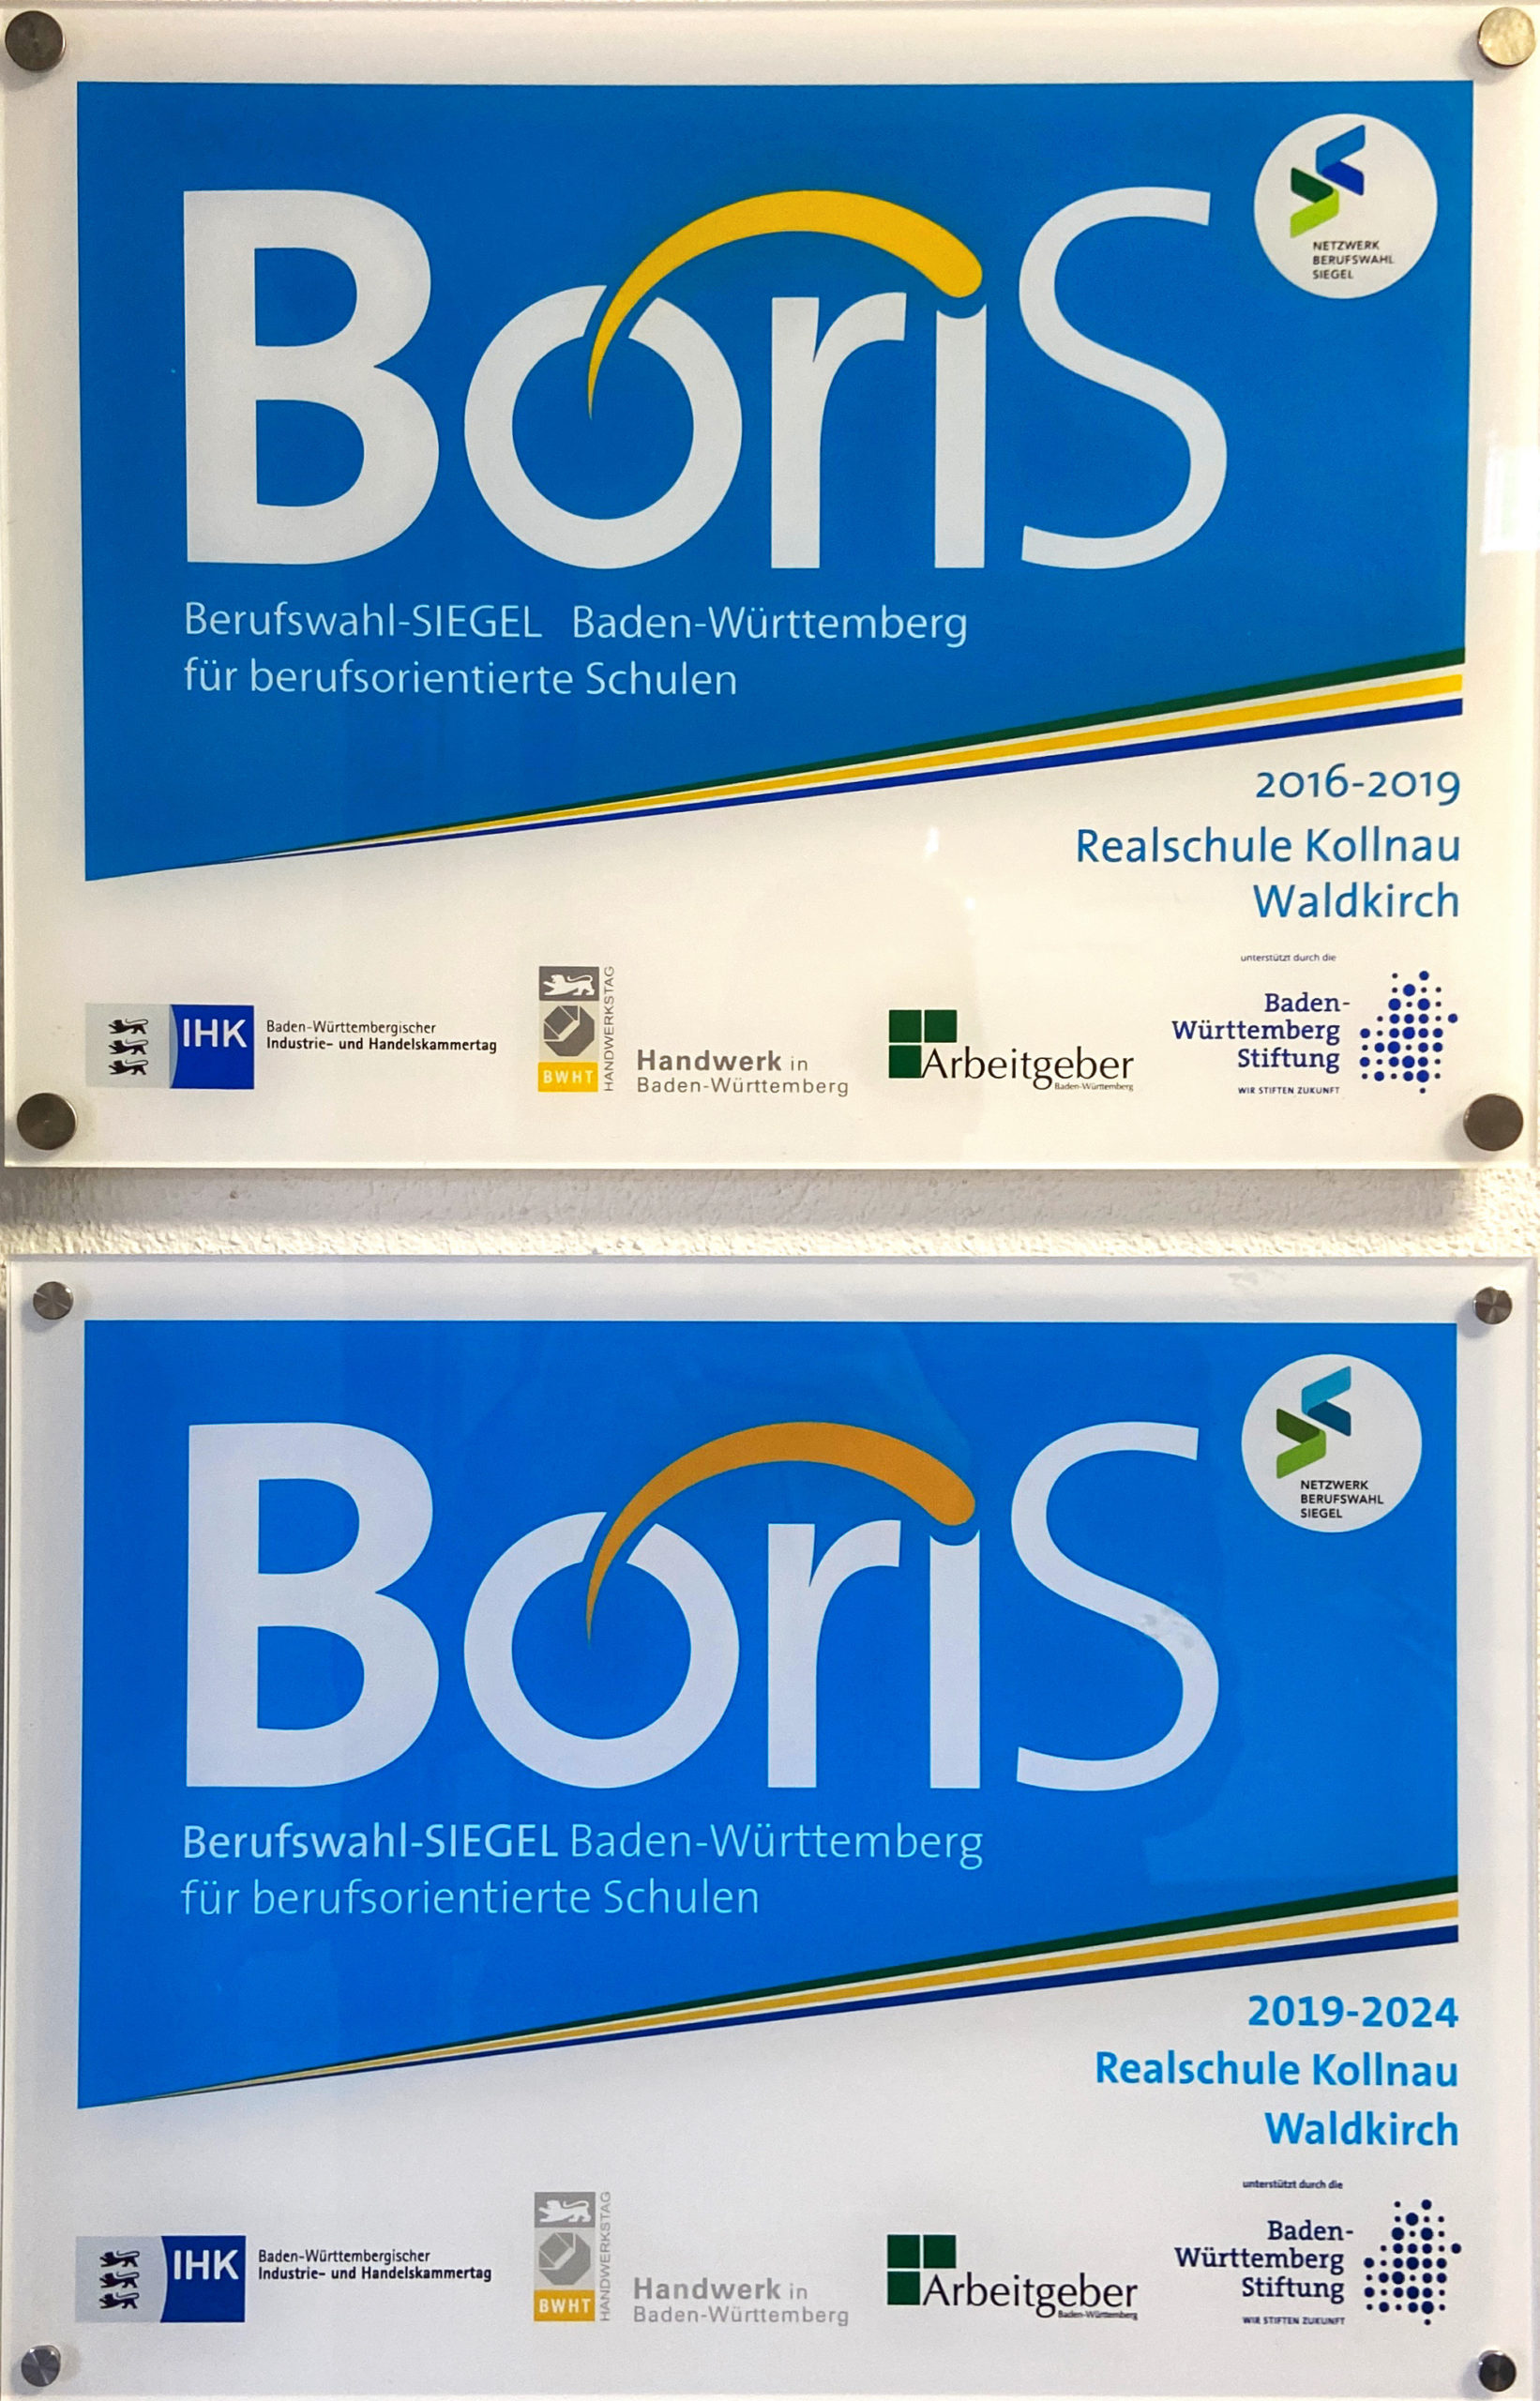 BoriS
NETZWERK
BERUFSWAHL
SIEGEL
Berufswahl-SIEGEL Baden-Württemberg
für berufsorientierte Schulen
2016-2019
Realschule Kollnau
Waldkirch
IHK
Baden-Württembergischer
Industrie- und Handelskammertag
BWHT
HANDWERKSTAG
Handwerk in
Baden-Württemberg
Arbeitgeber
Baden-Württemberg
unterstützt durch die
Baden-
Württemberg
Stiftung
WIR STIFTEN ZUKUNFT
BoriS
NETZWERK
BERUFSWAHL
SIEGEL
Berufswahl-SIEGEL Baden-Württemberg
für berufsorientierte Schulen
2019-2024
Realschule Kollnau
Waldkirch
IHK
Baden-Württembergischer
Industrie- und Handelskammertag
BWHT
HANDWERKSTAG
Handwerk in
Baden-Württemberg
Arbeitgeber
Baden-Württemberg
unterstützt durch die
Baden-
Württemberg
Stiftung
WIR STIFTEN ZUKUNFT